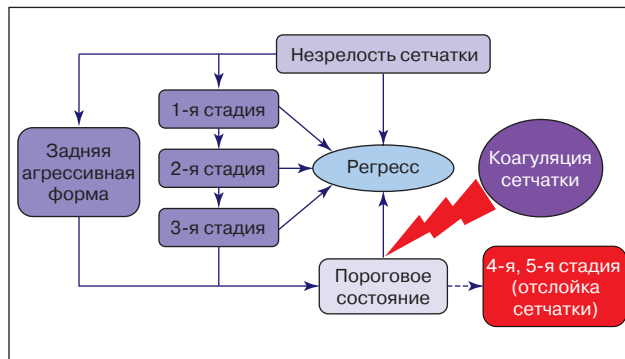 Незрелость сетчатки
1-я стадия
Задняя
агрессивная
форма
2-я стадия
3-я стадия
Регресс
Коагуляция
сетчатки
Пороговое
состояние
4-я, 5-я стадия
(отслойка
сетчатки)